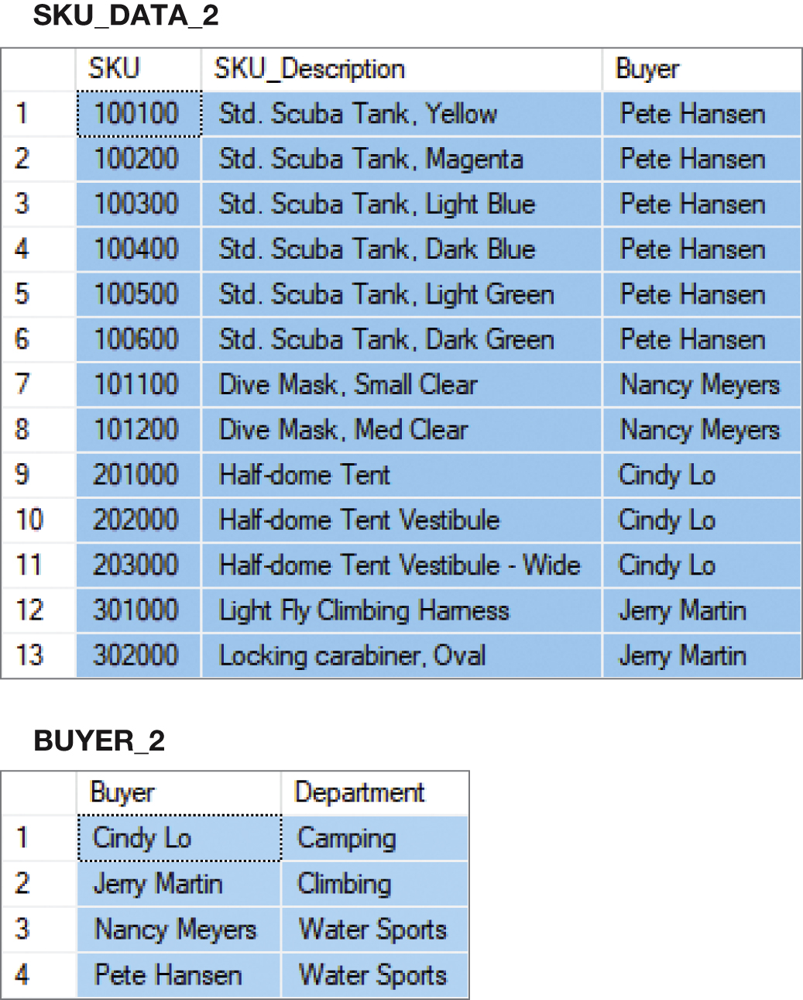 SKU_DATA_2
SKU SKU_Description Buyer
1 100100 Std. Scuba Tank, Yellow Pete Hansen
2 100200 Std. Scuba Tank, Magenta Pete Hansen
3 100300 Std. Scuba Tank, Light Blue Pete Hansen
4 100400 Std. Scuba Tank, Dark Blue Pete Hansen
5 100500 Std. Scuba Tank, Light Green Pete Hansen
6 100600 Std. Scuba Tank, Dark Green Pete Hansen
7 101100 Dive Mask, Small Clear Nancy Meyers
8 101200 Dive Mask, Med Clear Nancy Meyers
9 201000 Half-dome Tent Cindy Lo
10 202000 Half-dome Tent Vestibule Cindy Lo
11 203000 Half-dome Tent Vestibule - Wide Cindy Lo
12 301000 Light Fly Climbing Harness Jerry Martin
13 302000 Locking carabiner, Oval Jerry Martin
BUYER_2
Buyer Department
1 Cindy Lo Camping
2 Jerry Martin Climbing
3 Nancy Meyers Water Sports
4 Pete Hansen Water Sports